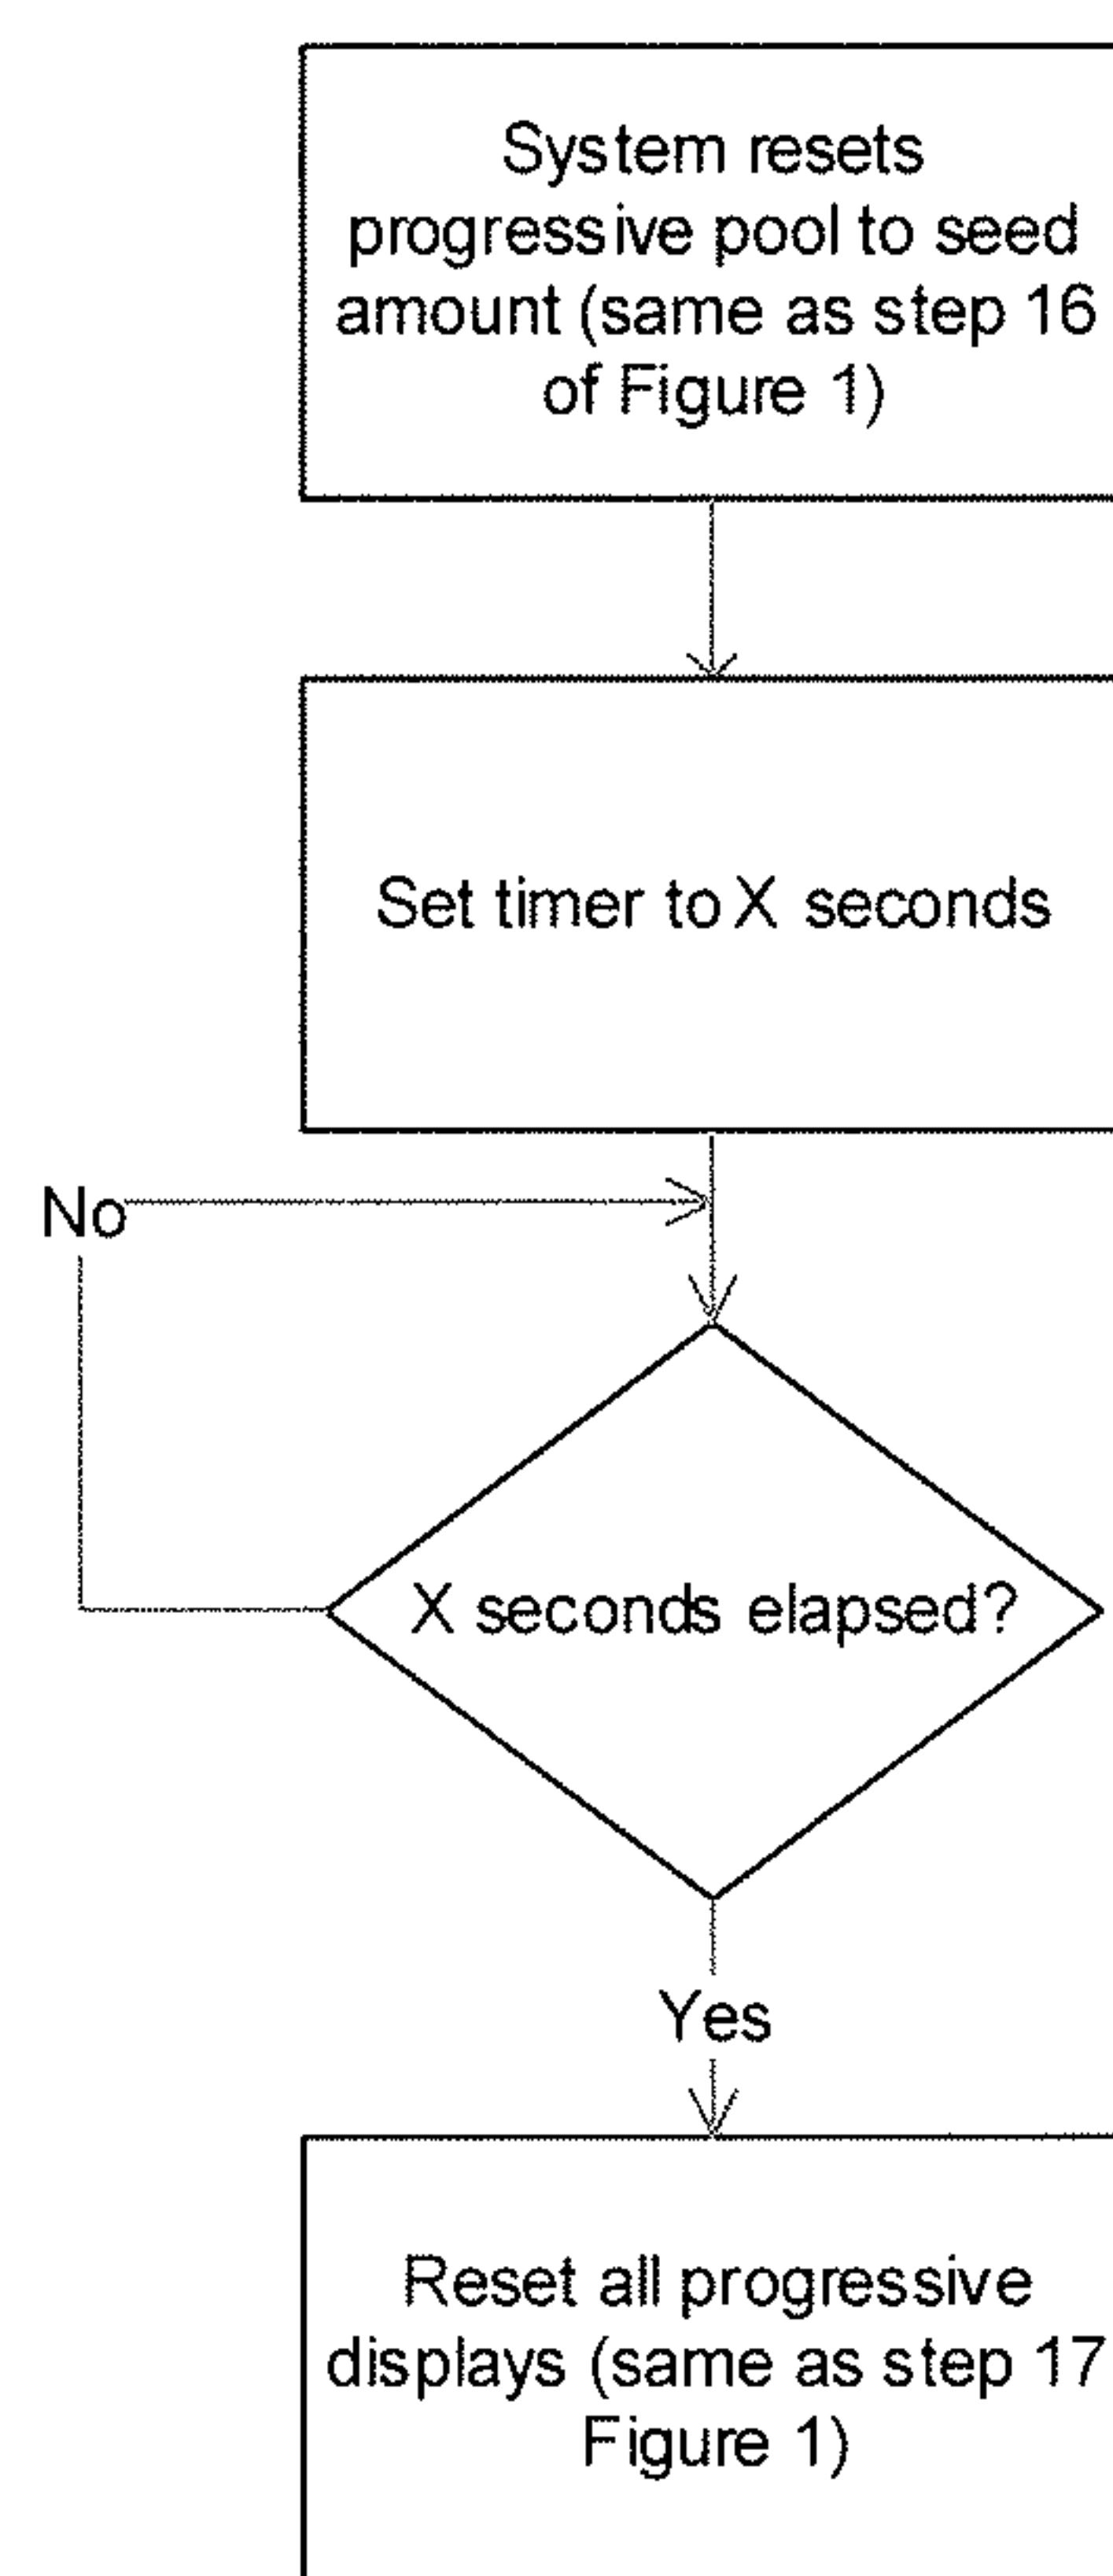 System resets
progressive pool to seed
amount (same as step 16
of Figure 1)
Set timer to X seconds
No
X seconds elapsed?
Yes
Reset all progressive
displays (same as step 17
Figure 1)